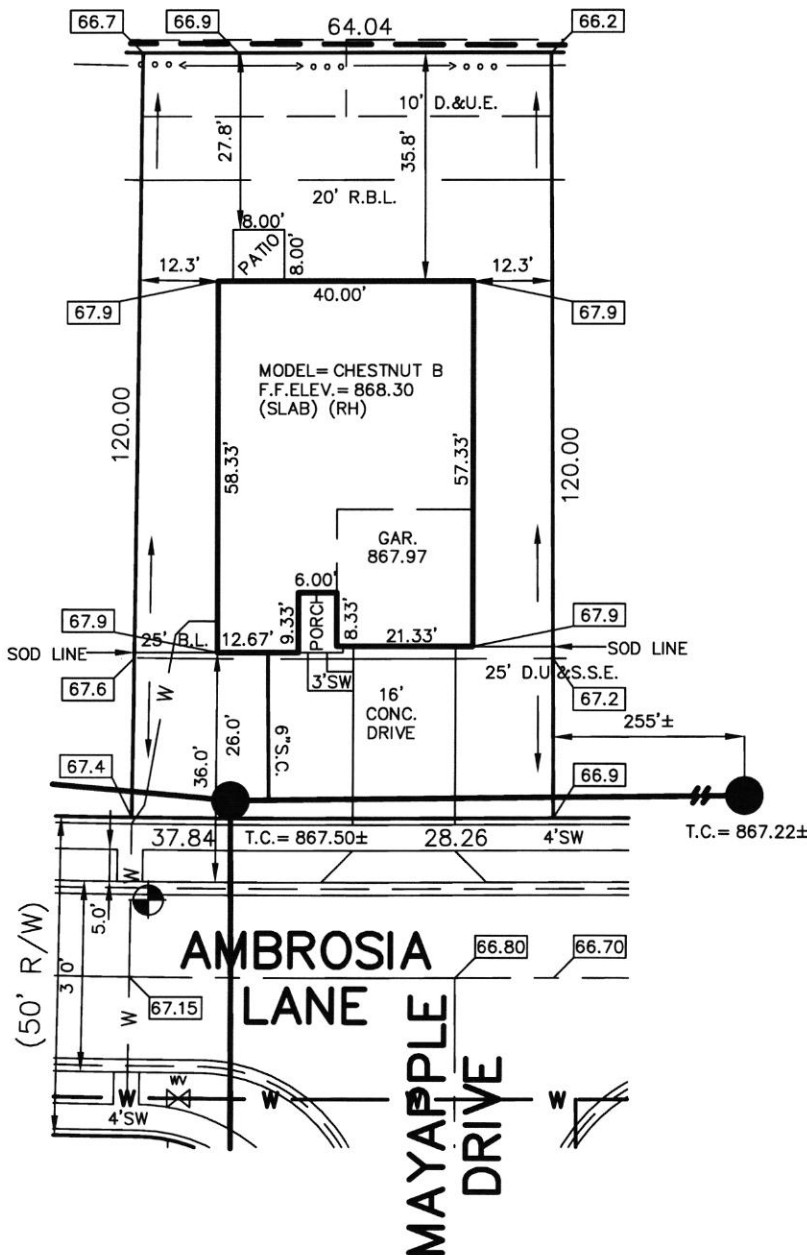 66.7
66.9
64.04
66.2
10' D.&U.E.
27.8'
35.8'
20' R.B.L.
8.00'
PATIO
8.00'
12.3'
12.3'
67.9
40.00'
67.9
MODEL= CHESTNUT B
F.F.ELEV.= 868.30
(SLAB) (RH)
120.00
58.33'
57.33'
120.00
GAR.
867.97
6.00'
67.9
9.33'
PORCH
8.33'
67.9
25' B.L.
12.67'
21.33'
SOD LINE
SOD LINE
67.6
W
3'SW
25' D.U.&S.S.E.
67.2
16'
CONC.
DRIVE
255'±
26.0'
36.0'
6" S.C.
67.4
66.9
37.84
T.C.= 867.50±
28.26
4'SW
T.C.= 867.22±
W
5.0'
(50' R/W)
AMBROSIA
LANE
66.80
66.70
67.15
W
MAYAPPLE
DRIVE
WV
W
W
W
W
4'SW